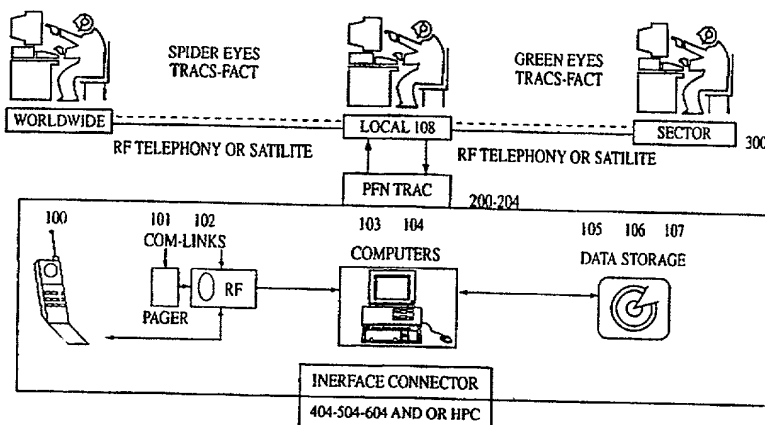 SPIDER EYES
TRACS-FACT
GREEN EYES
TRACS-FACT
WORLDWIDE
LOCAL 108
SECTOR
300
RF TELEPHONY OR SATILITE
RF TELEPHONY OR SATILITE
PFN TRAC
200-204
100
101 102
COM-LINKS
103 104
COMPUTERS
105 106 107
DATA STORAGE
RF
PAGER
INERFACE CONNECTOR
404-504-604 AND OR HPC